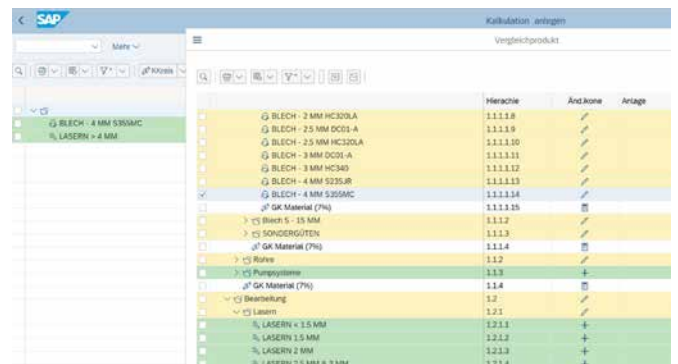 SAP
Kalkulation anlegen
Mehr
Vergleichprodukt
Hierachie Änd.Ikone Anlage
BLECH - 4 MM S355MC
LASERN > 4 MM
BLECH - 2 MM HC320LA 1.1.1.1.8
BLECH - 2.5 MM DC01-A 1.1.1.1.9
BLECH - 2.5 MM HC320LA 1.1.1.1.10
BLECH - 3 MM DC01-A 1.1.1.1.11
BLECH - 3 MM HC340 1.1.1.1.12
BLECH - 4 MM S235JR 1.1.1.1.13
BLECH - 4 MM S355MC 1.1.1.1.14
GK Material (7%) 1.1.1.1.15
Blech 5 - 15 MM 1.1.1.2
SONDERGÜTEN 1.1.1.3
GK Material (7%) 1.1.1.4
Rohre 1.1.2
Pumpsysteme 1.1.3
GK Material (7%) 1.1.4
Bearbeitung 1.2
Lasern 1.2.1
LASERN < 1.5 MM 1.2.1.1
LASERN 1.5 MM 1.2.1.2
LASERN 2 MM 1.2.1.3